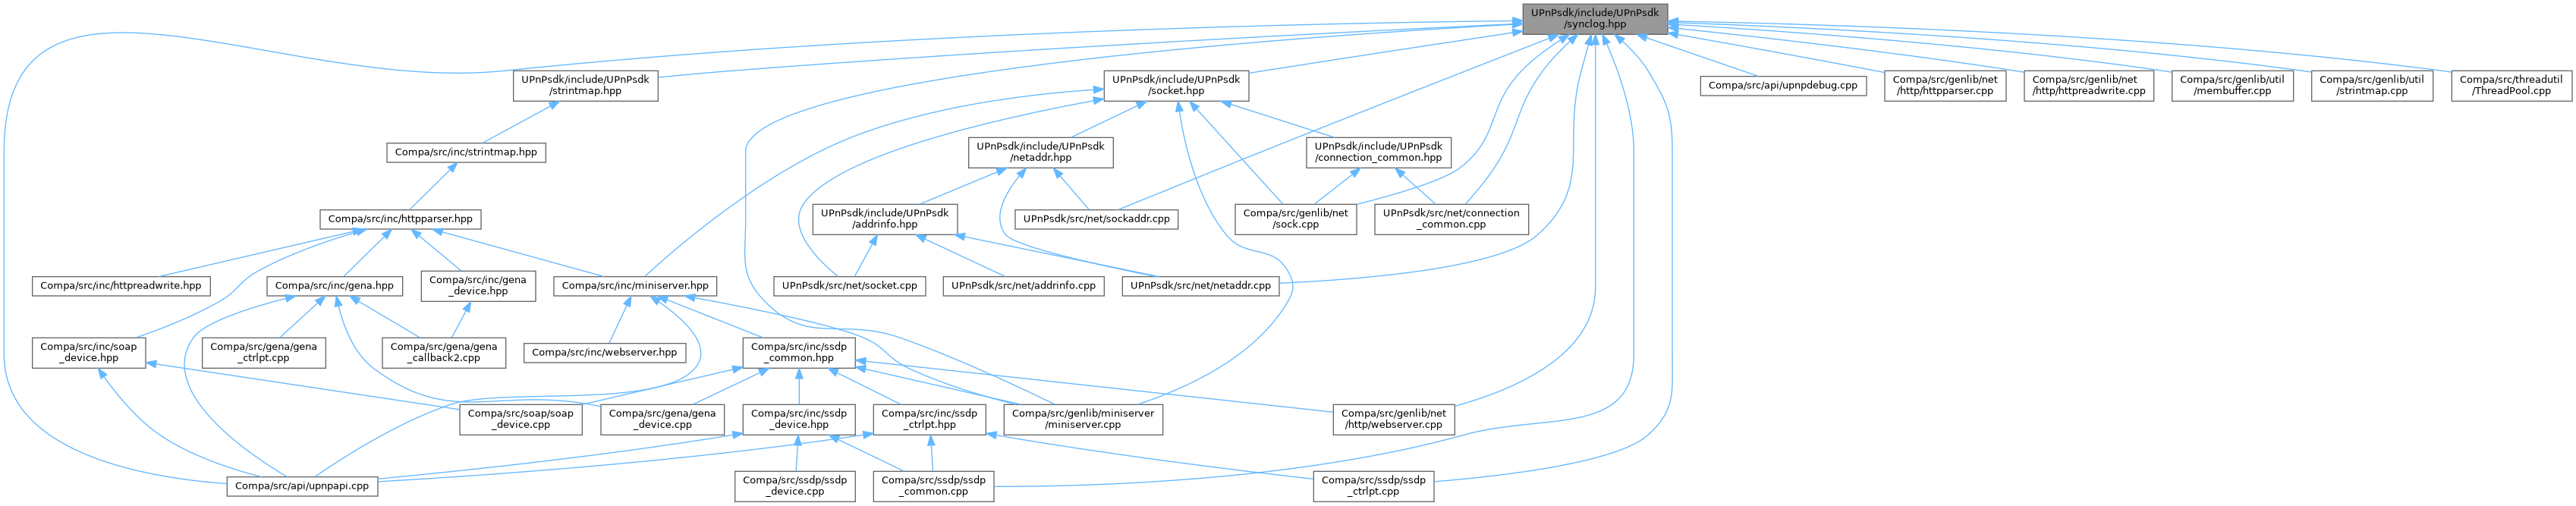 UPnPsdk/include/UPnPsdk
/synclog.hpp
UPnPsdk/include/UPnPsdk
/strintmap.hpp
UPnPsdk/include/UPnPsdk
/socket.hpp
Compa/src/api/upnpdebug.cpp
Compa/src/genlib/net
/http/httpparser.cpp
Compa/src/genlib/net
/http/httpreadwrite.cpp
Compa/src/genlib/util
/membuffer.cpp
Compa/src/genlib/util
/strintmap.cpp
Compa/src/threadutil
/ThreadPool.cpp
Compa/src/inc/strintmap.hpp
UPnPsdk/include/UPnPsdk
/netaddr.hpp
UPnPsdk/include/UPnPsdk
/connection_common.hpp
Compa/src/inc/httpparser.hpp
UPnPsdk/include/UPnPsdk
/addrinfo.hpp
UPnPsdk/src/net/sockaddr.cpp
Compa/src/genlib/net
/sock.cpp
UPnPsdk/src/net/connection
_common.cpp
Compa/src/inc/httpreadwrite.hpp
Compa/src/inc/gena.hpp
Compa/src/inc/gena
_device.hpp
Compa/src/inc/miniserver.hpp
UPnPsdk/src/net/socket.cpp
UPnPsdk/src/net/addrinfo.cpp
UPnPsdk/src/net/netaddr.cpp
Compa/src/inc/soap
_device.hpp
Compa/src/gena/gena
_ctrlpt.cpp
Compa/src/gena/gena
_callback2.cpp
Compa/src/inc/webserver.hpp
Compa/src/inc/ssdp
_common.hpp
Compa/src/soap/soap
_device.cpp
Compa/src/gena/gena
_device.cpp
Compa/src/inc/ssdp
_device.hpp
Compa/src/inc/ssdp
_ctrlpt.hpp
Compa/src/genlib/miniserver
/miniserver.cpp
Compa/src/genlib/net
/http/webserver.cpp
Compa/src/api/upnpapi.cpp
Compa/src/ssdp/ssdp
_device.cpp
Compa/src/ssdp/ssdp
_common.cpp
Compa/src/ssdp/ssdp
_ctrlpt.cpp